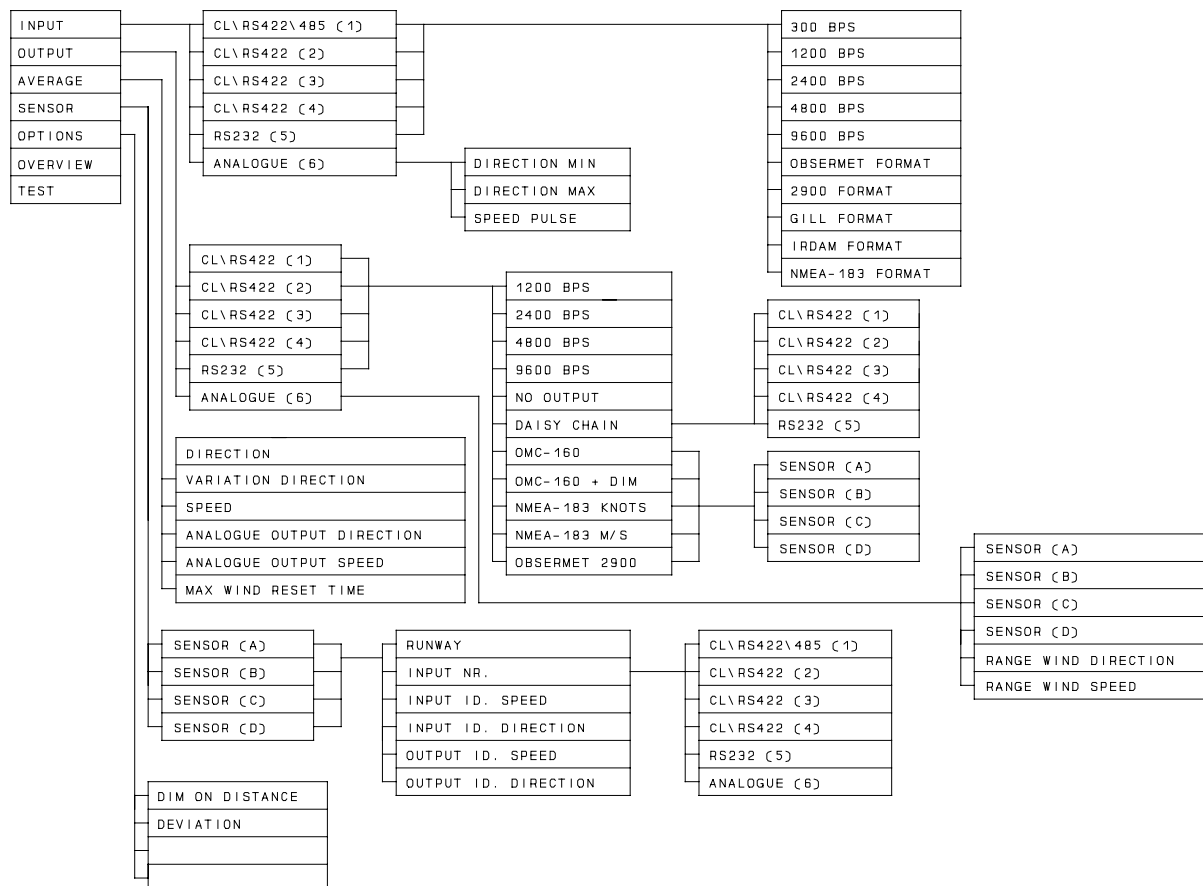 INPUT
OUTPUT
AVERAGE
SENSOR
OPTIONS
OVERVIEW
TEST
CL\RS422\485 (1)
CL\RS422 (2)
CL\RS422 (3)
CL\RS422 (4)
RS232 (5)
ANALOGUE (6)
DIRECTION MIN
DIRECTION MAX
SPEED PULSE
300 BPS
1200 BPS
2400 BPS
4800 BPS
9600 BPS
OBSERMET FORMAT
2900 FORMAT
GILL FORMAT
IRDAM FORMAT
NMEA-183 FORMAT
CL\RS422 (1)
CL\RS422 (2)
CL\RS422 (3)
CL\RS422 (4)
RS232 (5)
ANALOGUE (6)
1200 BPS
2400 BPS
4800 BPS
9600 BPS
NO OUTPUT
DAISY CHAIN
OMC-160
OMC-160 + DIM
NMEA-183 KNOTS
NMEA-183 M/S
OBSERMET 2900
CL\RS422 (1)
CL\RS422 (2)
CL\RS422 (3)
CL\RS422 (4)
RS232 (5)
SENSOR (A)
SENSOR (B)
SENSOR (C)
SENSOR (D)
SENSOR (A)
SENSOR (B)
SENSOR (C)
SENSOR (D)
RANGE WIND DIRECTION
RANGE WIND SPEED
DIRECTION
VARIATION DIRECTION
SPEED
ANALOGUE OUTPUT DIRECTION
ANALOGUE OUTPUT SPEED
MAX WIND RESET TIME
SENSOR (A)
SENSOR (B)
SENSOR (C)
SENSOR (D)
RUNWAY
INPUT NR.
INPUT ID. SPEED
INPUT ID. DIRECTION
OUTPUT ID. SPEED
OUTPUT ID. DIRECTION
CL\RS422\485 (1)
CL\RS422 (2)
CL\RS422 (3)
CL\RS422 (4)
RS232 (5)
ANALOGUE (6)
DIM ON DISTANCE
DEVIATION